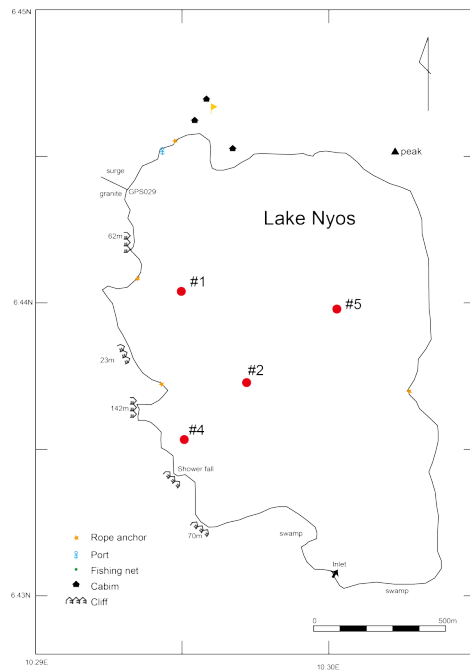 6.45N
peak
surge
granite
GPS029
Lake Nyos
62m
#1
6.44N
#5
23m
#2
142m
#4
Shower fall
70m
swamp
Rope anchor
Port
Inlet
Fishing net
Cabim
swamp
Cliff
6.43N
0
500m
10.29E
10.30E